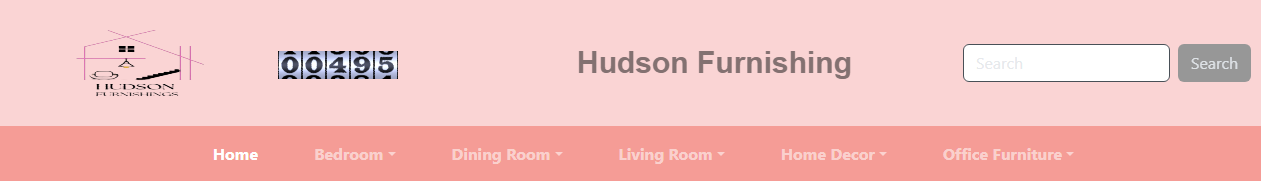 HUDSON
FURNISHINGS
00495
Hudson Furnishing
Search
Search
Home
Bedroom
Dining Room
Living Room
Home Decor
Office Furniture